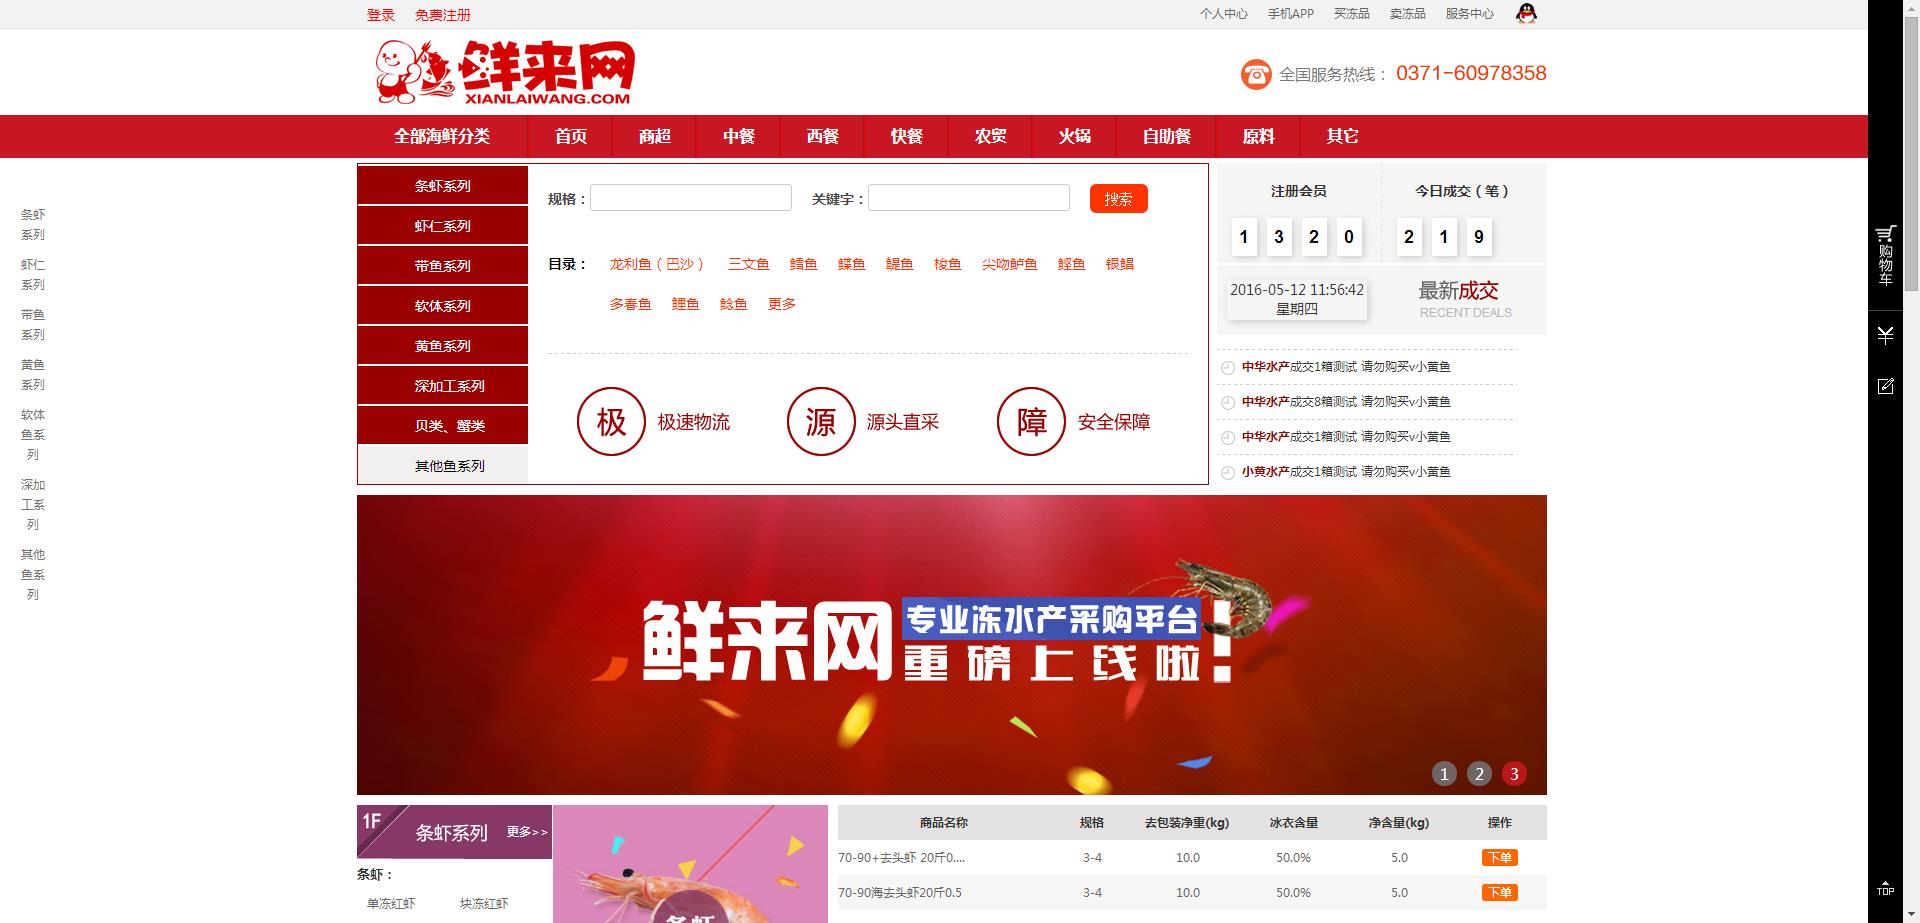 登录 免费注册
个人中心 手机APP 买冻品 卖冻品 服务中心
鲜来网
XIANLAIWANG.COM
全国服务热线： 0371-60978358
全部海鲜分类 首页 商超 中餐 西餐 快餐 农贸 火锅 自助餐 原料 其它
条虾
系列
虾仁
系列
带鱼
系列
黄鱼
系列
软体
鱼系
列
深加
工系
列
其他
鱼系
列
条虾系列
虾仁系列
带鱼系列
软体系列
黄鱼系列
深加工系列
贝类、蟹类
其他鱼系列
规格： 关键字： 搜索
目录： 龙利鱼（巴沙） 三文鱼 鳕鱼 鲽鱼 鳀鱼 梭鱼 尖吻鲈鱼 鲣鱼 银鲳
多春鱼 鲤鱼 鲶鱼 更多
极 极速物流 源 源头直采 障 安全保障
注册会员 今日成交（笔）
1 3 2 0 2 1 9
2016-05-12 11:56:42
星期四
最新成交
RECENT DEALS
中华水产成交1箱测试 请勿购买v小黄鱼
中华水产成交8箱测试 请勿购买v小黄鱼
中华水产成交1箱测试 请勿购买v小黄鱼
小黄水产成交1箱测试 请勿购买v小黄鱼
购物车
TOP
鲜来网 专业冻水产采购平台
重磅上线啦！
1 2 3
1F 条虾系列 更多>>
条虾：
单冻红虾 块冻红虾
条虾
商品名称 规格 去包装净重(kg) 冰衣含量 净含量(kg) 操作
70-90+去头虾 20斤0.... 3-4 10.0 50.0% 5.0 下单
70-90海去头虾20斤0.5 3-4 10.0 50.0% 5.0 下单